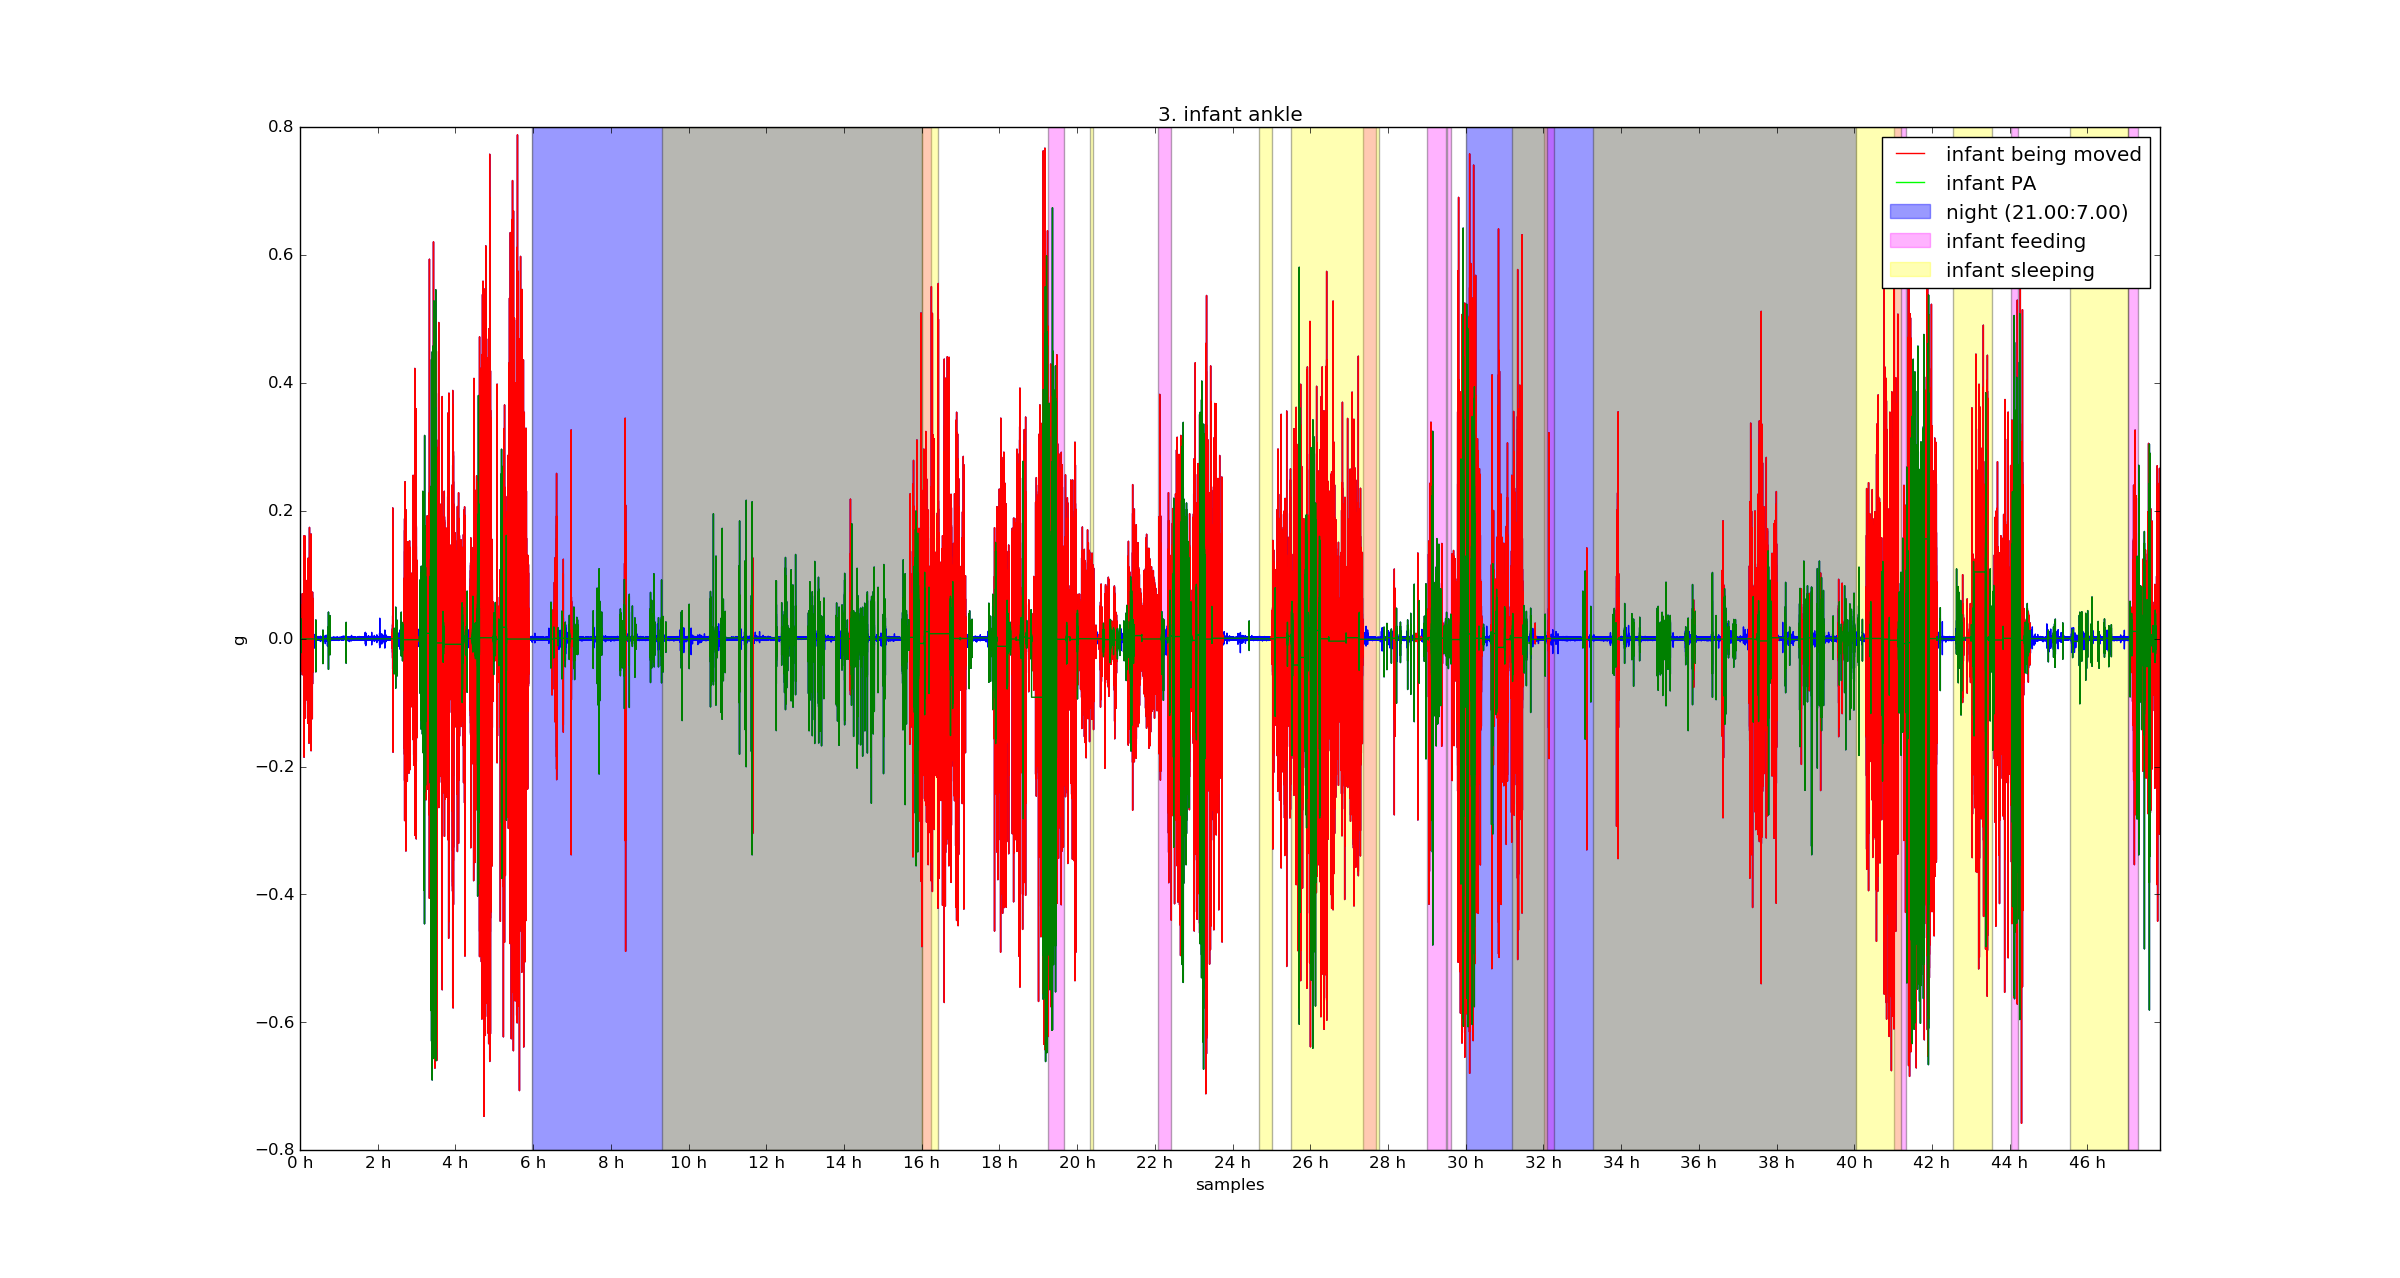 3. infant ankle
0.8
0.6
0.4
0.2
0.0
−0.2
−0.4
−0.6
−0.8
g
infant being moved
infant PA
night (21.00:7.00)
infant feeding
infant sleeping
0 h 2 h 4 h 6 h 8 h 10 h 12 h 14 h 16 h 18 h 20 h 22 h 24 h 26 h 28 h 30 h 32 h 34 h 36 h 38 h 40 h 42 h 44 h 46 h
samples